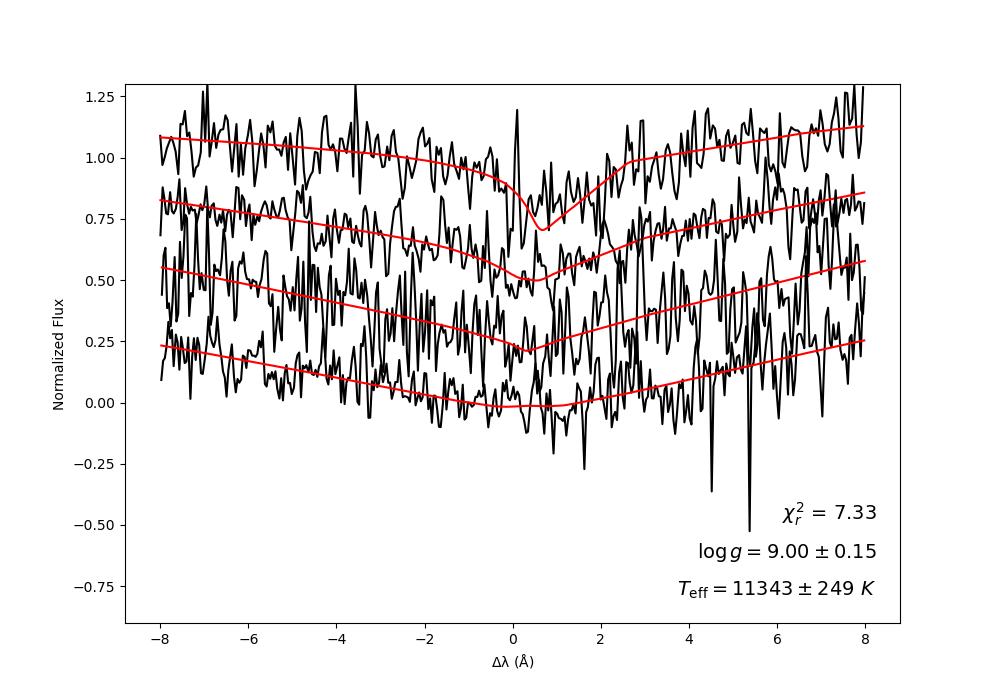 1.25
1.00
0.75
0.50
0.25
0.00
−0.25
−0.50
−0.75
Normalized Flux
χ²ᵣ = 7.33
log g = 9.00 ± 0.15
T_eff = 11343 ± 249 K
−8 −6 −4 −2 0 2 4 6 8
Δλ (Å)